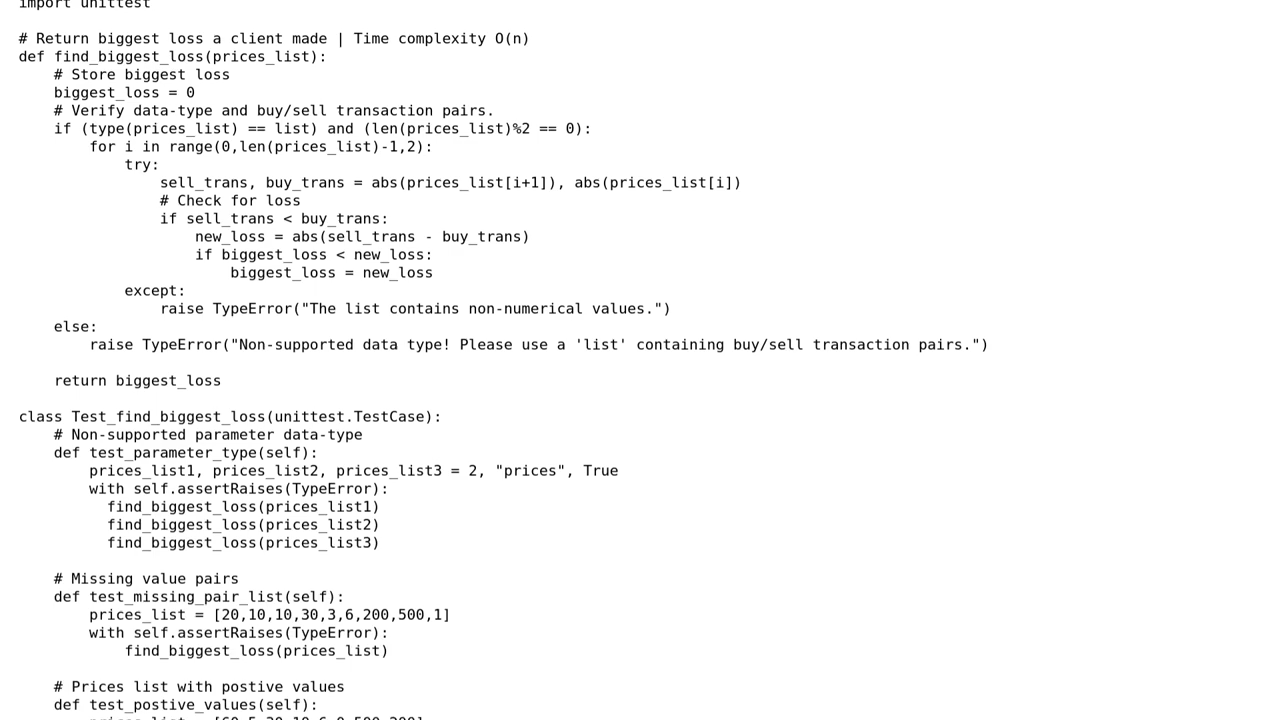 import unittest

# Return biggest loss a client made | Time complexity O(n)
def find_biggest_loss(prices_list):
    # Store biggest loss
    biggest_loss = 0
    # Verify data-type and buy/sell transaction pairs.
    if (type(prices_list) == list) and (len(prices_list)%2 == 0):
        for i in range(0,len(prices_list)-1,2):
            try:
                sell_trans, buy_trans = abs(prices_list[i+1]), abs(prices_list[i])
                # Check for loss
                if sell_trans < buy_trans:
                    new_loss = abs(sell_trans - buy_trans)
                    if biggest_loss < new_loss:
                        biggest_loss = new_loss
            except:
                raise TypeError("The list contains non-numerical values.")
    else:
        raise TypeError("Non-supported data type! Please use a 'list' containing buy/sell transaction pairs.")

    return biggest_loss

class Test_find_biggest_loss(unittest.TestCase):
    # Non-supported parameter data-type
    def test_parameter_type(self):
        prices_list1, prices_list2, prices_list3 = 2, "prices", True
        with self.assertRaises(TypeError):
          find_biggest_loss(prices_list1)
          find_biggest_loss(prices_list2)
          find_biggest_loss(prices_list3)

    # Missing value pairs
    def test_missing_pair_list(self):
        prices_list = [20,10,10,30,3,6,200,500,1]
        with self.assertRaises(TypeError):
            find_biggest_loss(prices_list)

    # Prices list with postive values
    def test_postive_values(self):
        prices_list =